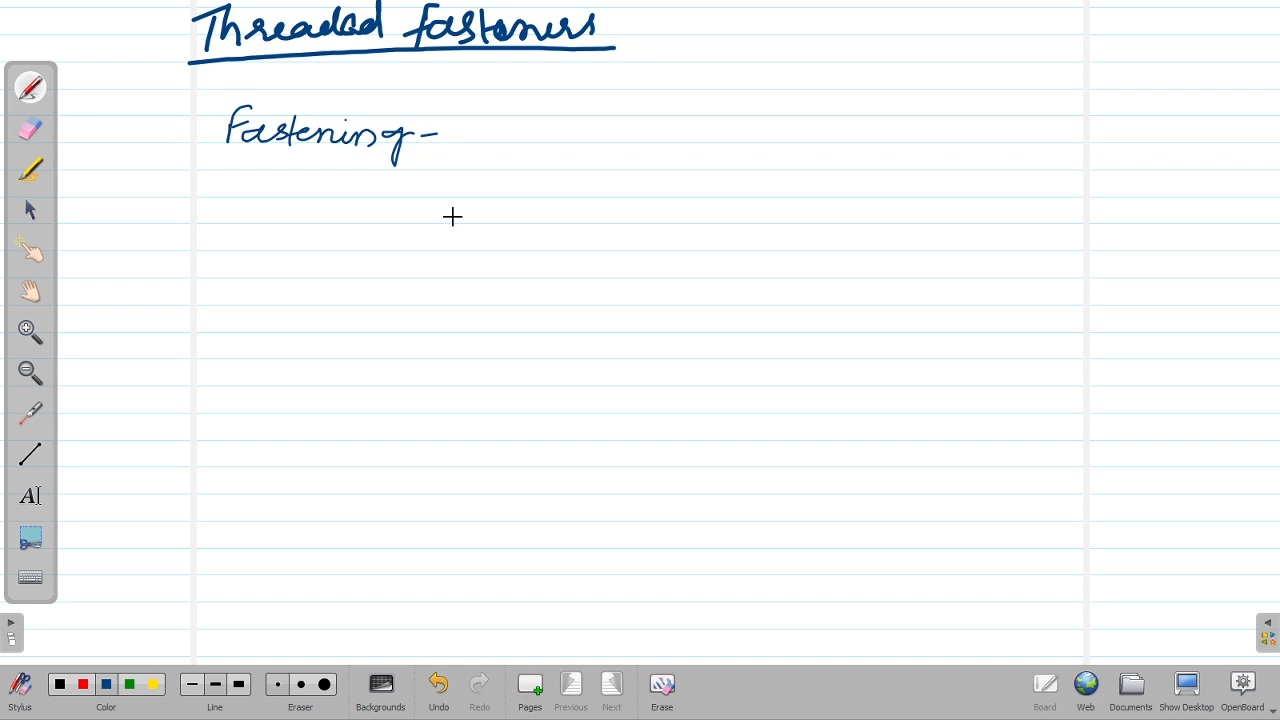 Threaded fasteners
Fastening -
A
Stylus
Color
Line
Eraser
Backgrounds
Undo
Redo
Pages
Previous
Next
Erase
Board
Web
Documents
Show Desktop
OpenBoard